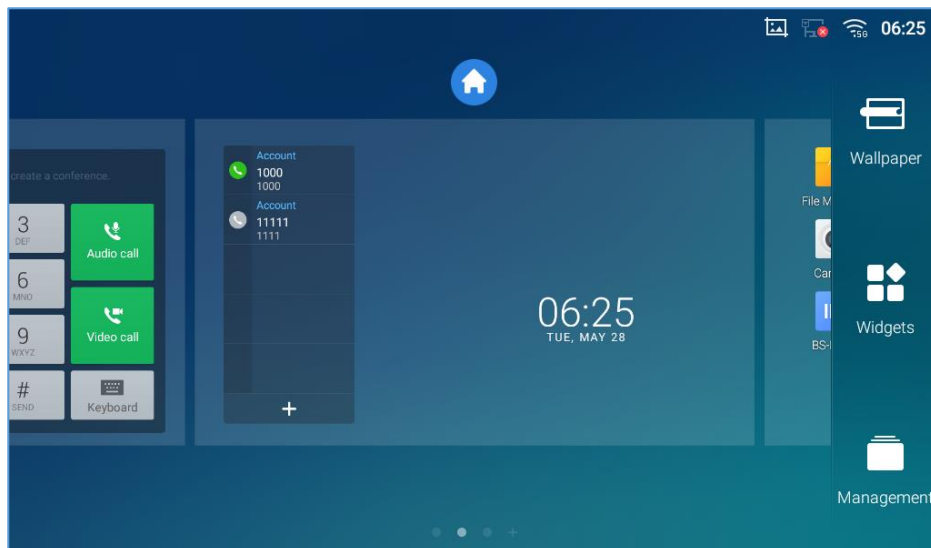 5G 06:25
create a conference.
3
DEF
Audio call
6
MNO
9
WXYZ
Video call
#
SEND
Keyboard
Account
1000
1000
Account
11111
1111
+
06:25
TUE, MAY 28
File M
Car
BS-
Wallpaper
Widgets
Management